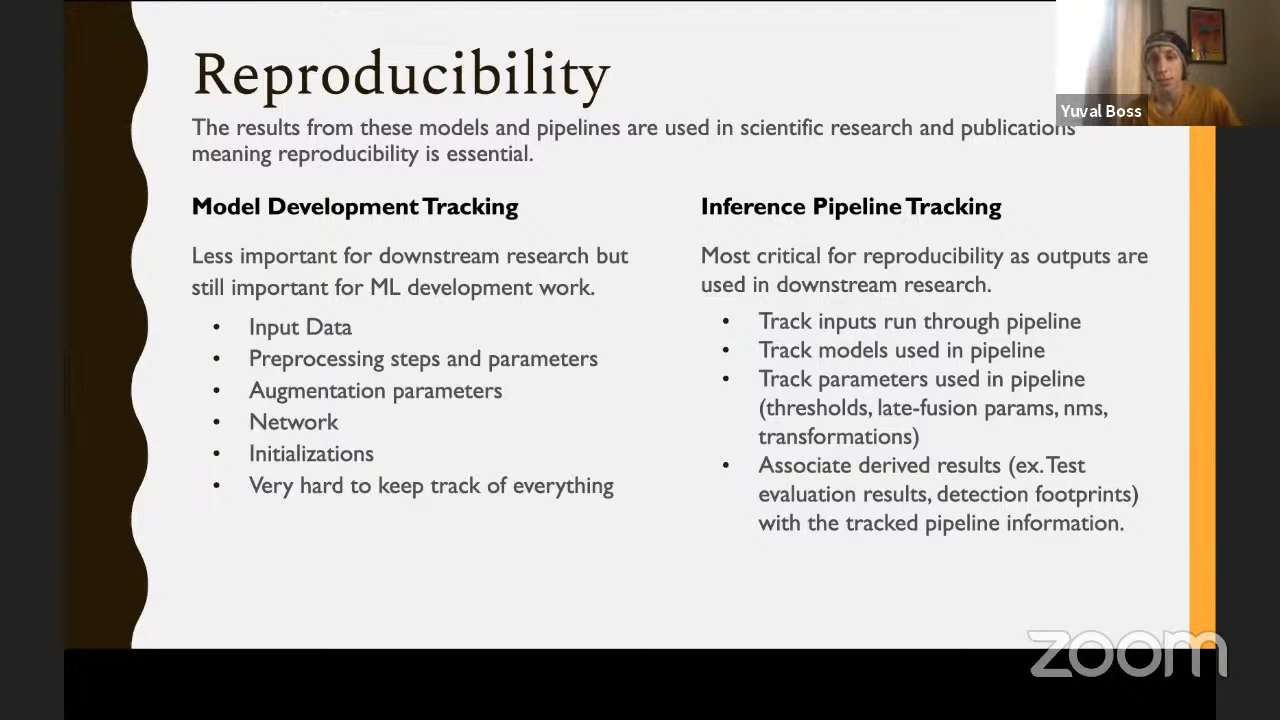 Reproducibility
Yuval Boss
The results from these models and pipelines are used in scientific research and publications
meaning reproducibility is essential.
Model Development Tracking
Less important for downstream research but
still important for ML development work.
• Input Data
• Preprocessing steps and parameters
• Augmentation parameters
• Network
• Initializations
• Very hard to keep track of everything
Inference Pipeline Tracking
Most critical for reproducibility as outputs are
used in downstream research.
• Track inputs run through pipeline
• Track models used in pipeline
• Track parameters used in pipeline
(thresholds, late-fusion params, nms,
transformations)
• Associate derived results (ex. Test
evaluation results, detection footprints)
with the tracked pipeline information.
zoom